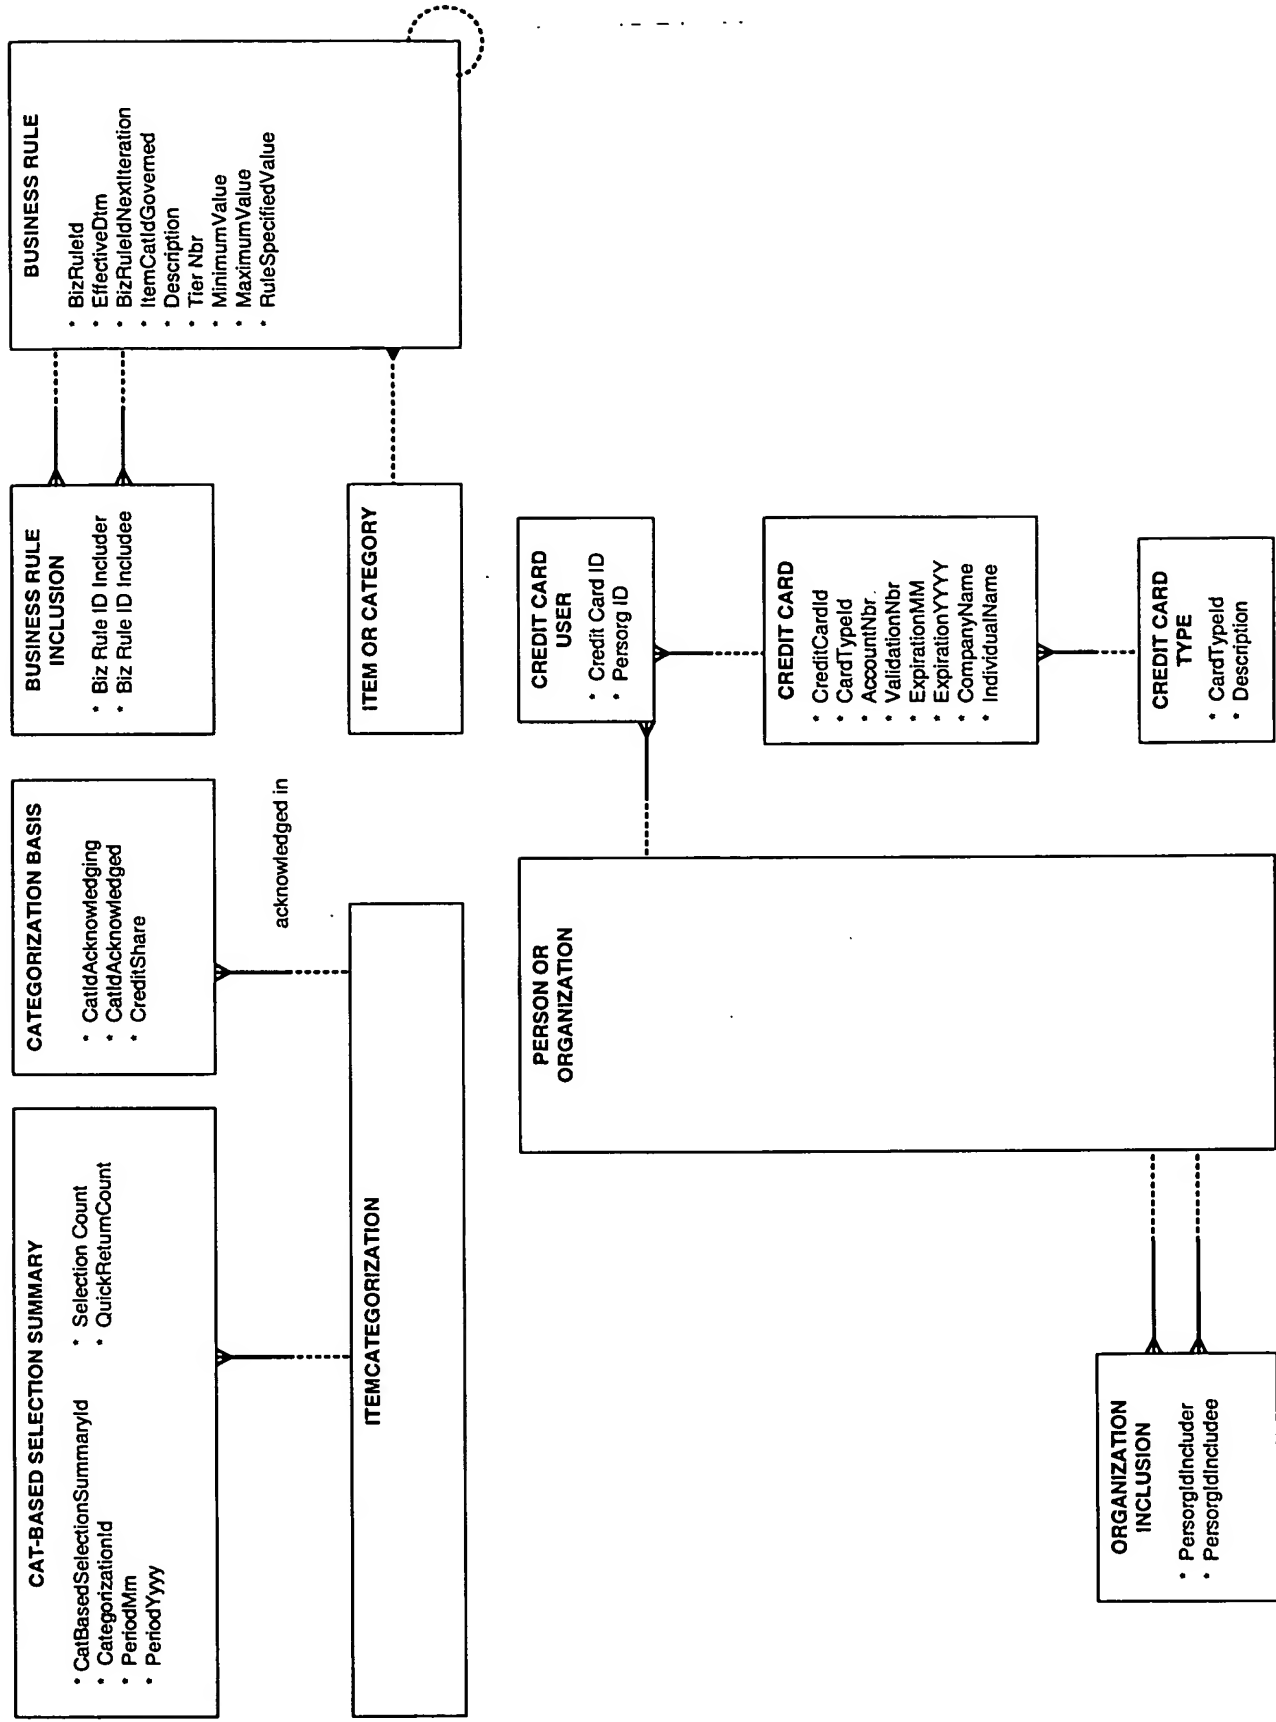 CAT-BASED SELECTION SUMMARY
* CatBasedSelectionSummaryId
* CategorizationId
* PeriodMm
* PeriodYyyy
* Selection Count
* QuickReturnCount
CATEGORIZATION BASIS
* CatIdAcknowledging
* CatIdAcknowledged
* CreditShare
BUSINESS RULE
INCLUSION
* Biz Rule ID Includer
* Biz Rule ID Includee
BUSINESS RULE
* BizRuleId
* EffectiveDtm
* BizRuleIdNextIteration
* ItemCatIdGoverned
* Description
* Tier Nbr
* MinimumValue
* MaximumValue
* RuleSpecifiedValue
acknowledged in
ITEMCATEGORIZATION
ITEM OR CATEGORY
PERSON OR
ORGANIZATION
CREDIT CARD
USER
* Credit Card ID
* Persorg ID
CREDIT CARD
* CreditCardId
* CardTypeId
* AccountNbr
* ValidationNbr
* ExpirationMM
* ExpirationYYYY
* CompanyName
* IndividualName
ORGANIZATION
INCLUSION
* PersorgIdIncluder
* PersorgIdIncludee
CREDIT CARD
TYPE
* CardTypeId
* Description